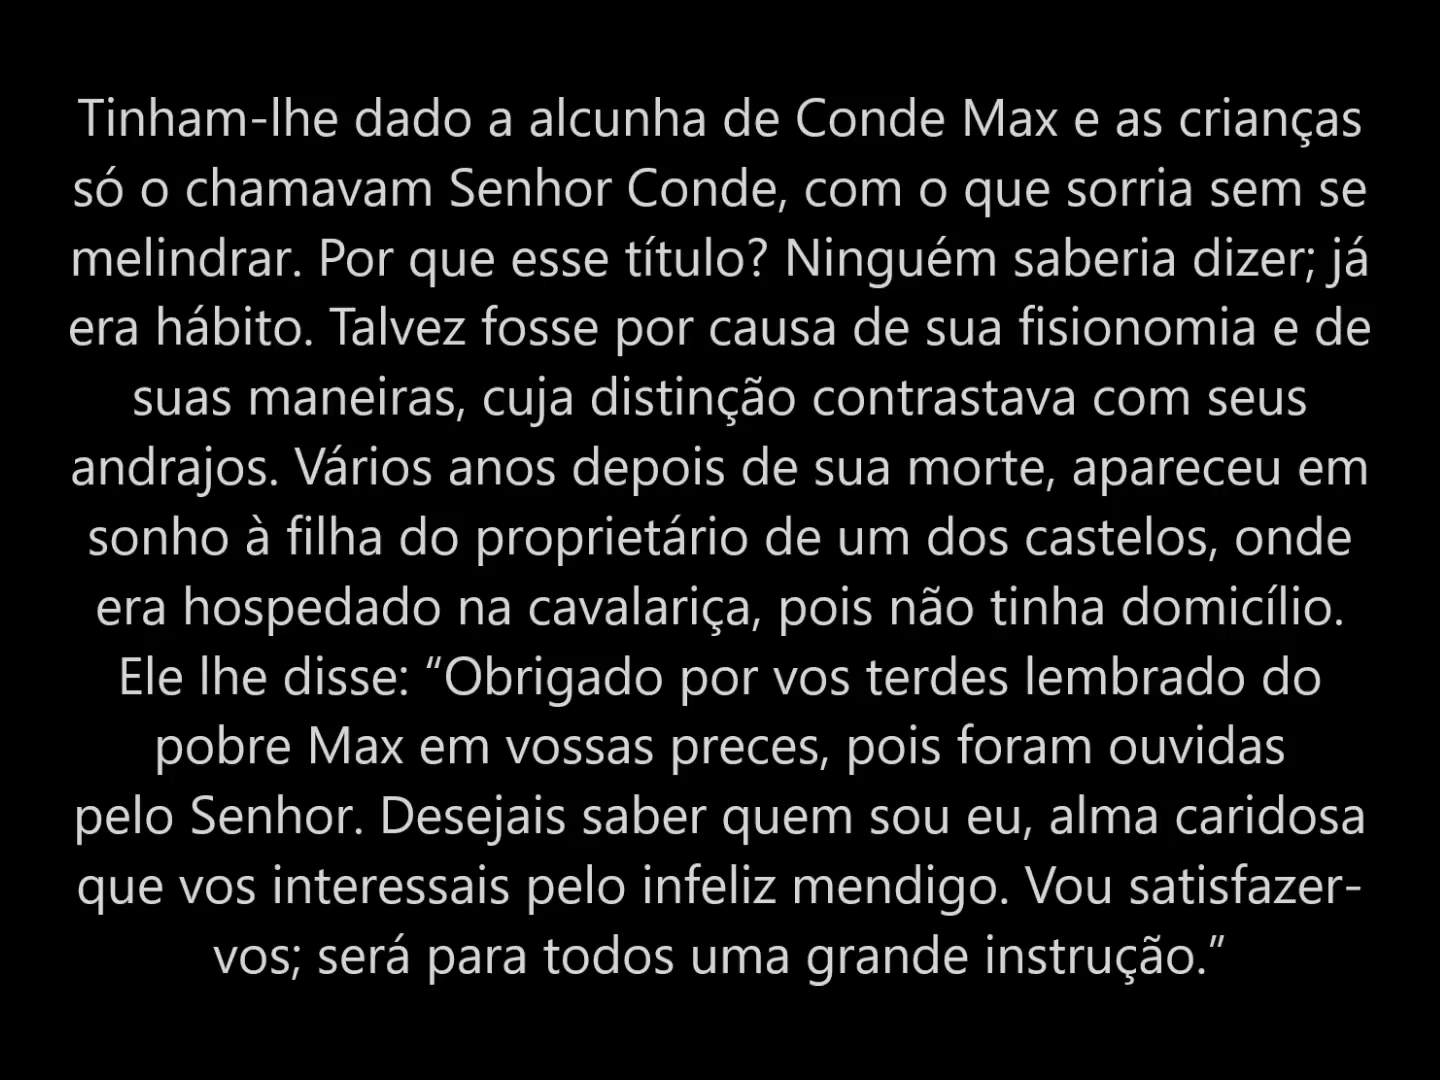 Tinham-lhe dado a alcunha de Conde Max e as crianças
só o chamavam Senhor Conde, com o que sorria sem se
melindrar. Por que esse título? Ninguém saberia dizer; já
era hábito. Talvez fosse por causa de sua fisionomia e de
suas maneiras, cuja distinção contrastava com seus
andrajos. Vários anos depois de sua morte, apareceu em
sonho à filha do proprietário de um dos castelos, onde
era hospedado na cavalariça, pois não tinha domicílio.
Ele lhe disse: “Obrigado por vos terdes lembrado do
pobre Max em vossas preces, pois foram ouvidas
pelo Senhor. Desejais saber quem sou eu, alma caridosa
que vos interessais pelo infeliz mendigo. Vou satisfazer-
vos; será para todos uma grande instrução.”